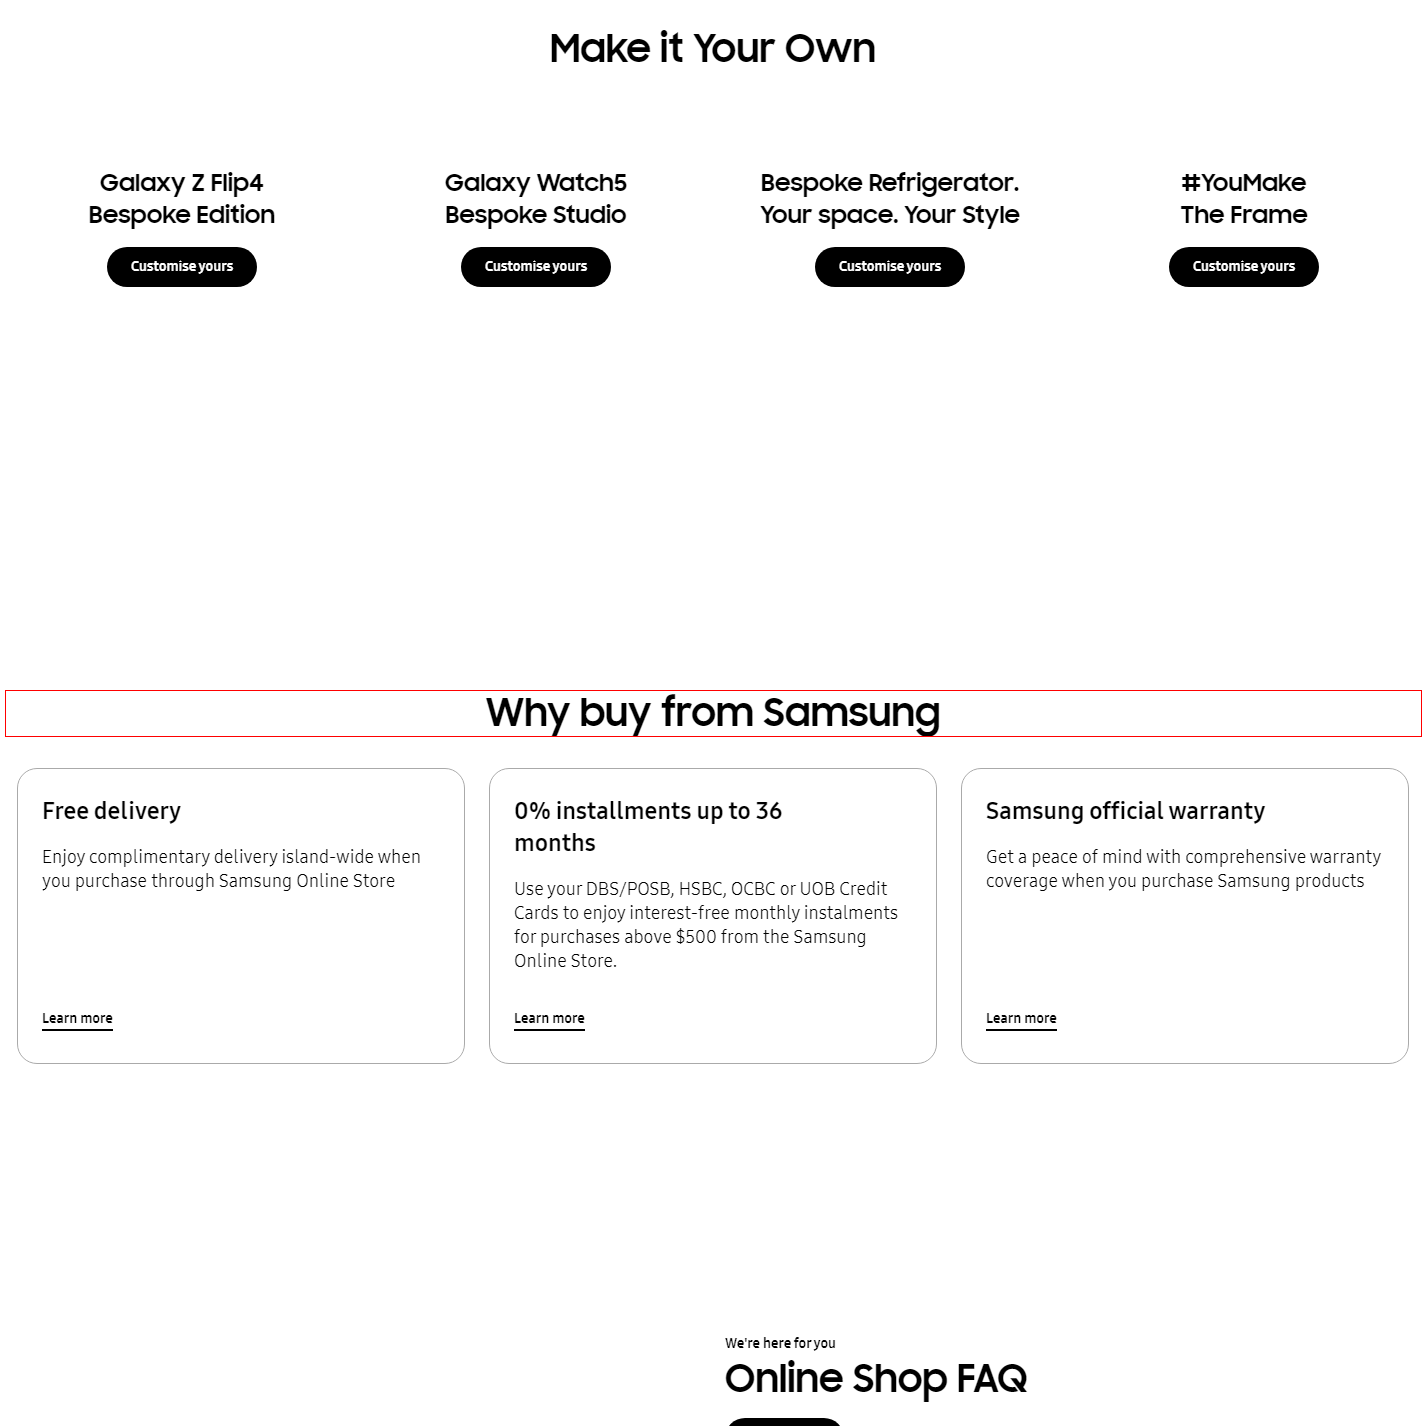 Make it Your Own
Galaxy Z Flip4
Bespoke Edition
Customise yours
Galaxy Watch5
Bespoke Studio
Customise yours
Bespoke Refrigerator.
Your space. Your Style
Customise yours
#YouMake
The Frame
Customise yours
Why buy from Samsung
Free delivery
Enjoy complimentary delivery island-wide when
you purchase through Samsung Online Store
Learn more
0% installments up to 36
months
Use your DBS/POSB, HSBC, OCBC or UOB Credit
Cards to enjoy interest-free monthly instalments
for purchases above $500 from the Samsung
Online Store.
Learn more
Samsung official warranty
Get a peace of mind with comprehensive warranty
coverage when you purchase Samsung products
Learn more
We're here for you
Online Shop FAQ